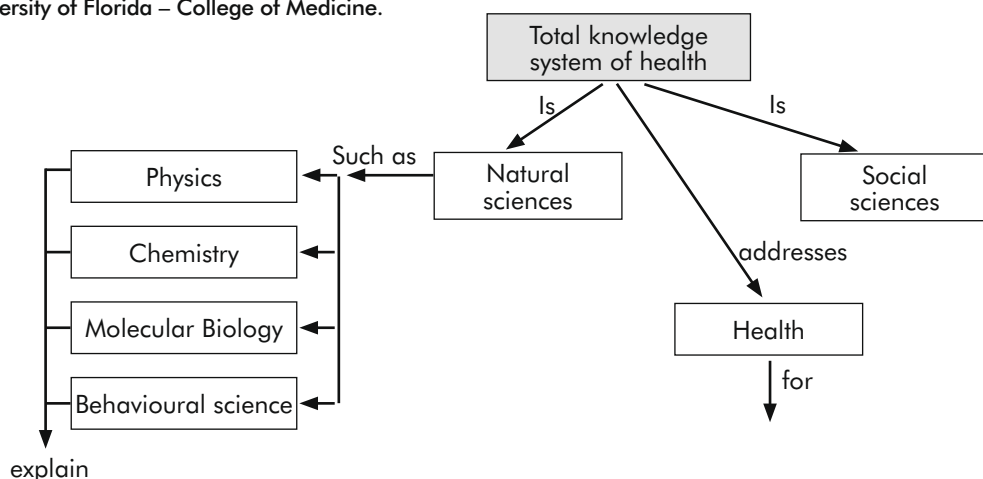 ersity of Florida – College of Medicine.
Total knowledge
system of health
Is
Is
Such as
Physics
Natural
sciences
Social
sciences
Chemistry
addresses
Molecular Biology
Health
for
Behavioural science
explain